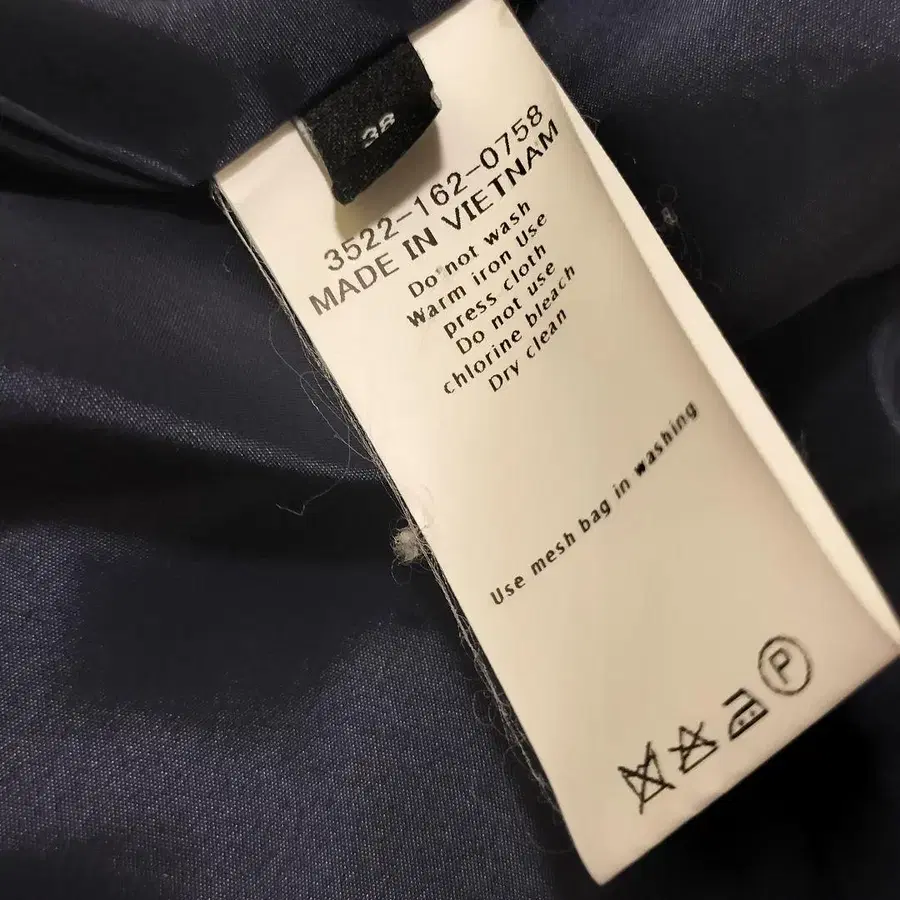 38
3522-162-0758
MADE IN VIETNAM
Do not wash
Warm iron Use
press cloth
Do not use
chlorine bleach
Dry clean
Use mesh bag in washing
P